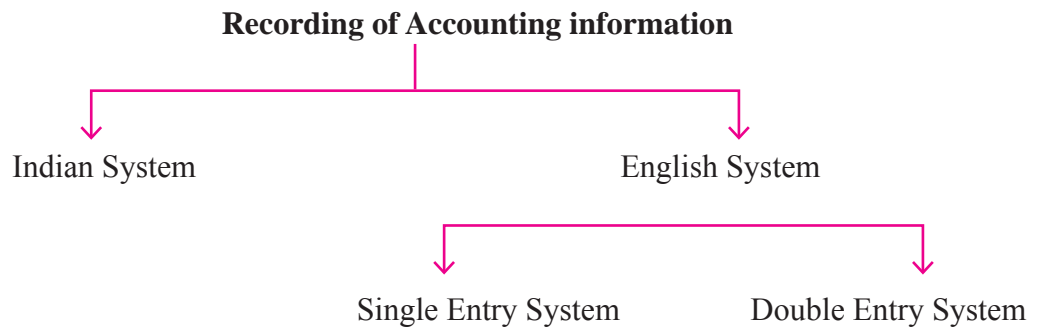 Recording of Accounting information
Indian System
English System
Single Entry System
Double Entry System